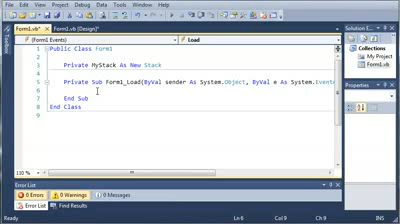 File Edit View Project Build Debug Data Tools Window Help
Form1.vb* Form1.vb [Design]*
(Form1 Events) Load
1 Public Class Form1
2
3 Private MyStack As New Stack
4
5 Private Sub Form1_Load(ByVal sender As System.Object, ByVal e As System.Event
6
7 End Sub
8 End Class
110 %
Toolbox
Solution E...
Collections
My Project
Form1.vb
Properties
Error List
0 Errors 0 Warnings 0 Messages
Error List Find Results
Ready Ln 6 Col 9 Ch 9 INS